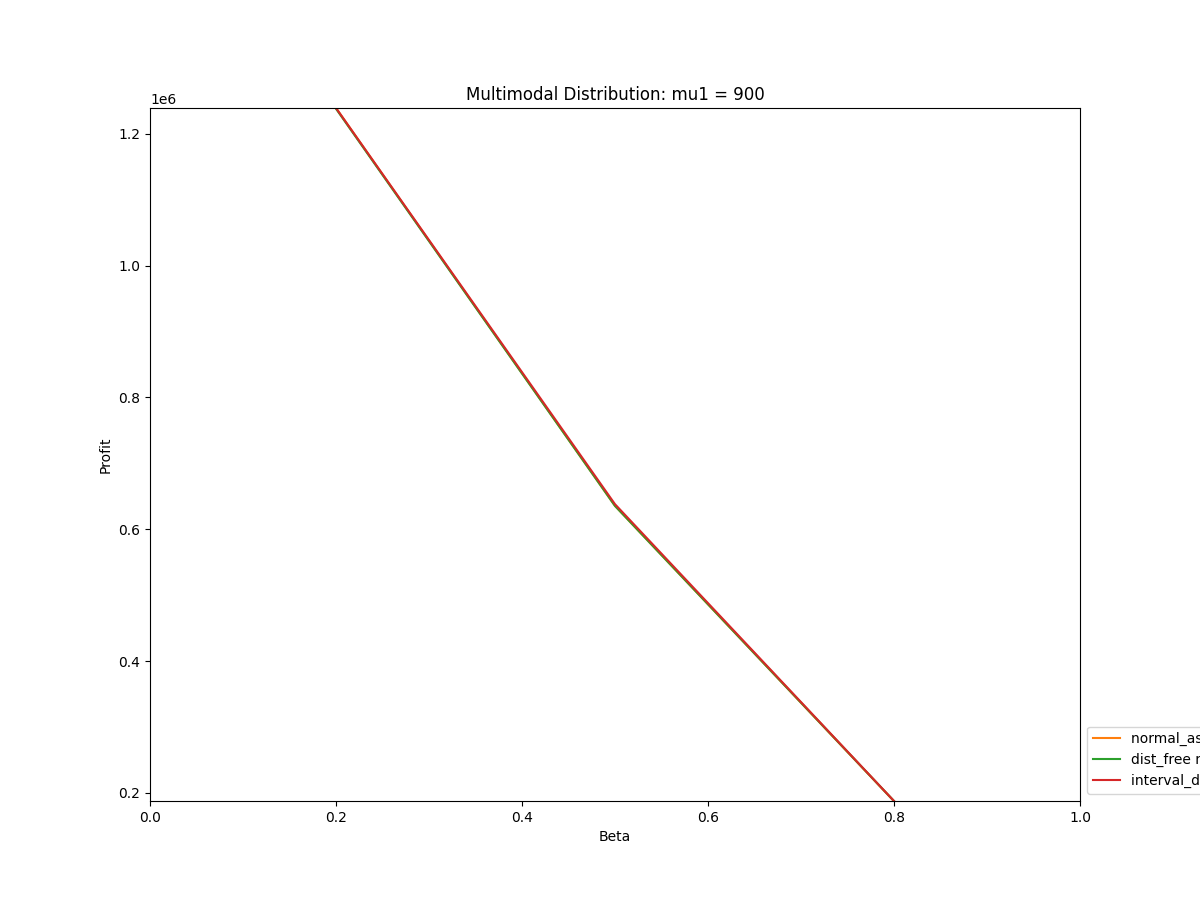 Multimodal Distribution: mu1 = 900
1e6
1.2
1.0
0.8
0.6
0.4
0.2
Profit
0.0 0.2 0.4 0.6 0.8 1.0
Beta
normal_as
dist_free
interval_d